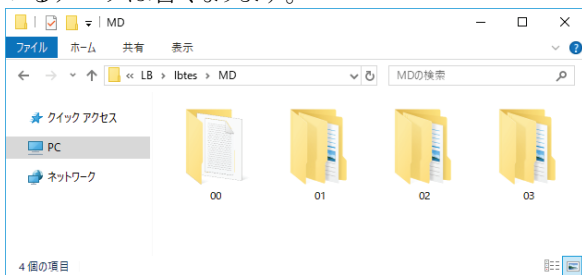 MD
ファイル ホーム 共有 表示
« LB › lbtes › MD MDの検索
クイック アクセス
PC
ネットワーク
00 01 02 03
4 個の項目